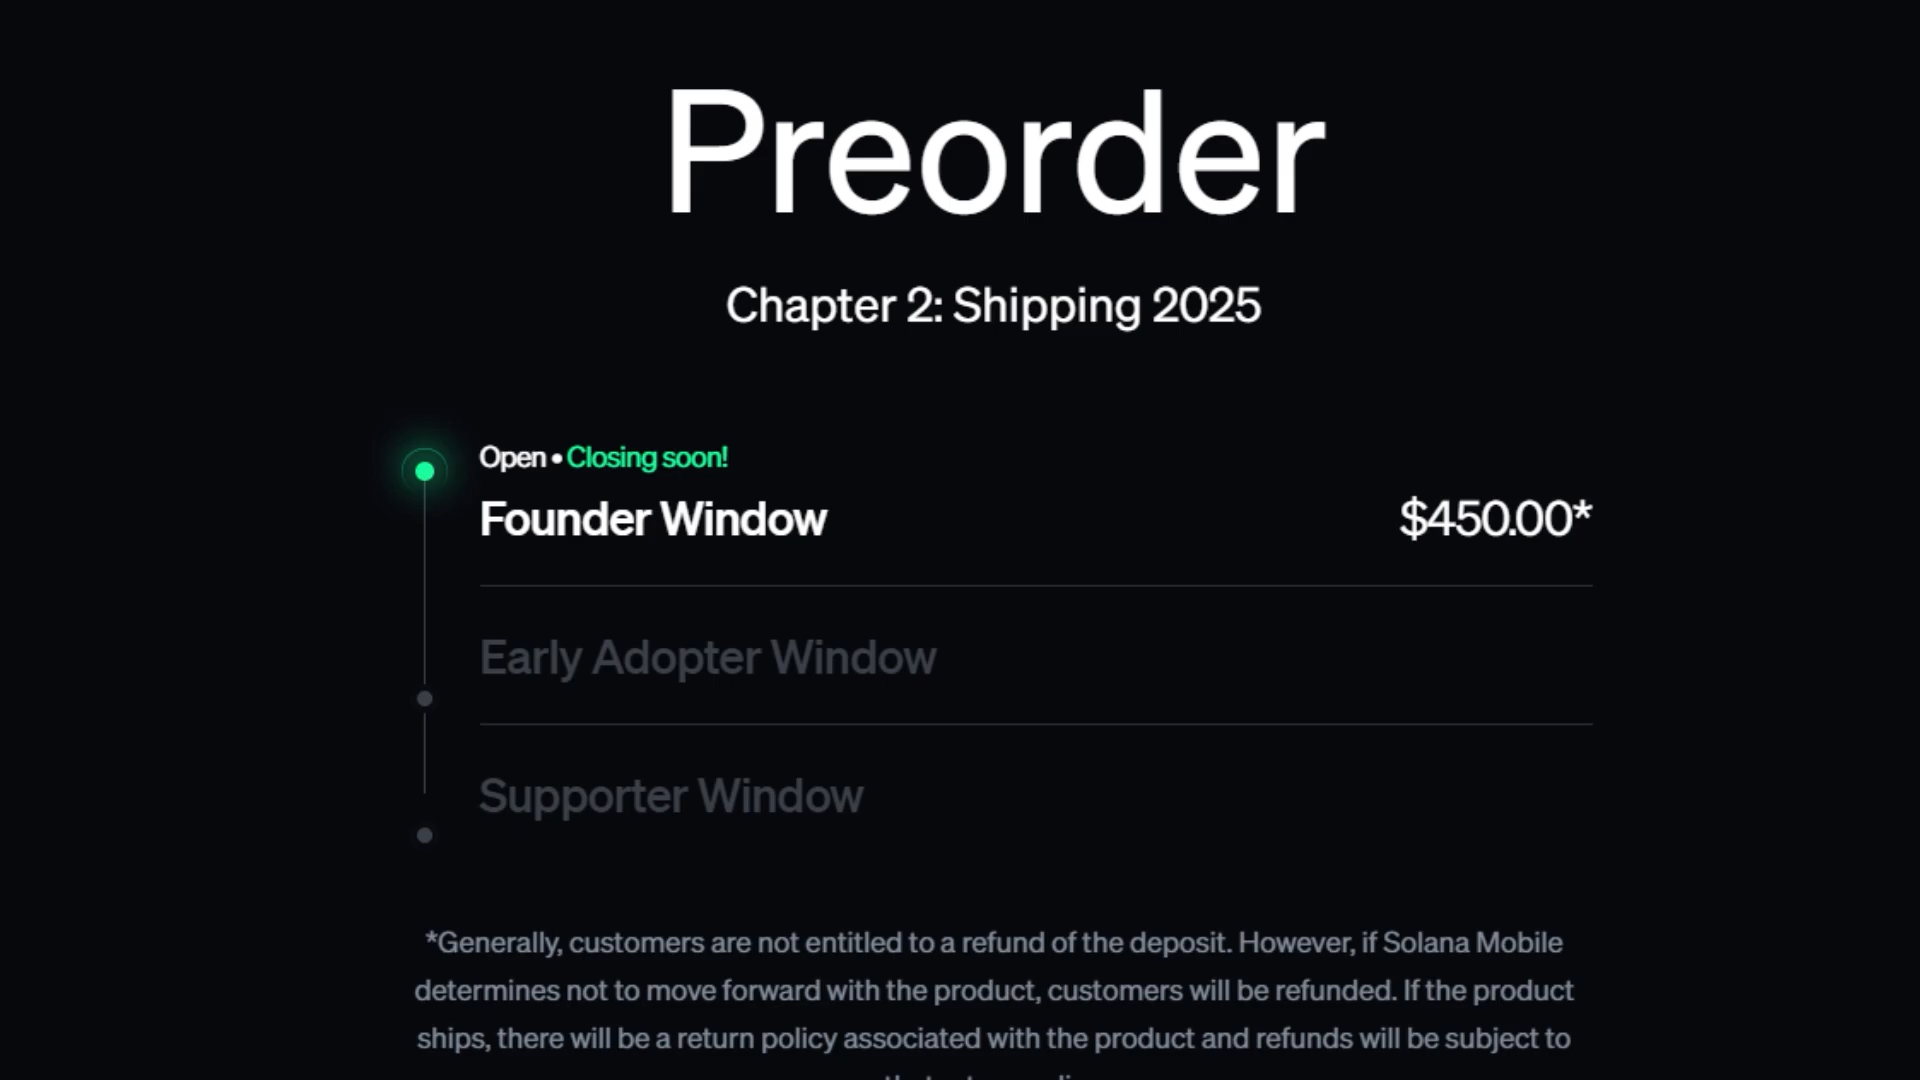 Preorder
Chapter 2: Shipping 2025
Open • Closing soon!
Founder Window
$450.00*
Early Adopter Window
Supporter Window
*Generally, customers are not entitled to a refund of the deposit. However, if Solana Mobile
determines not to move forward with the product, customers will be refunded. If the product
ships, there will be a return policy associated with the product and refunds will be subject to